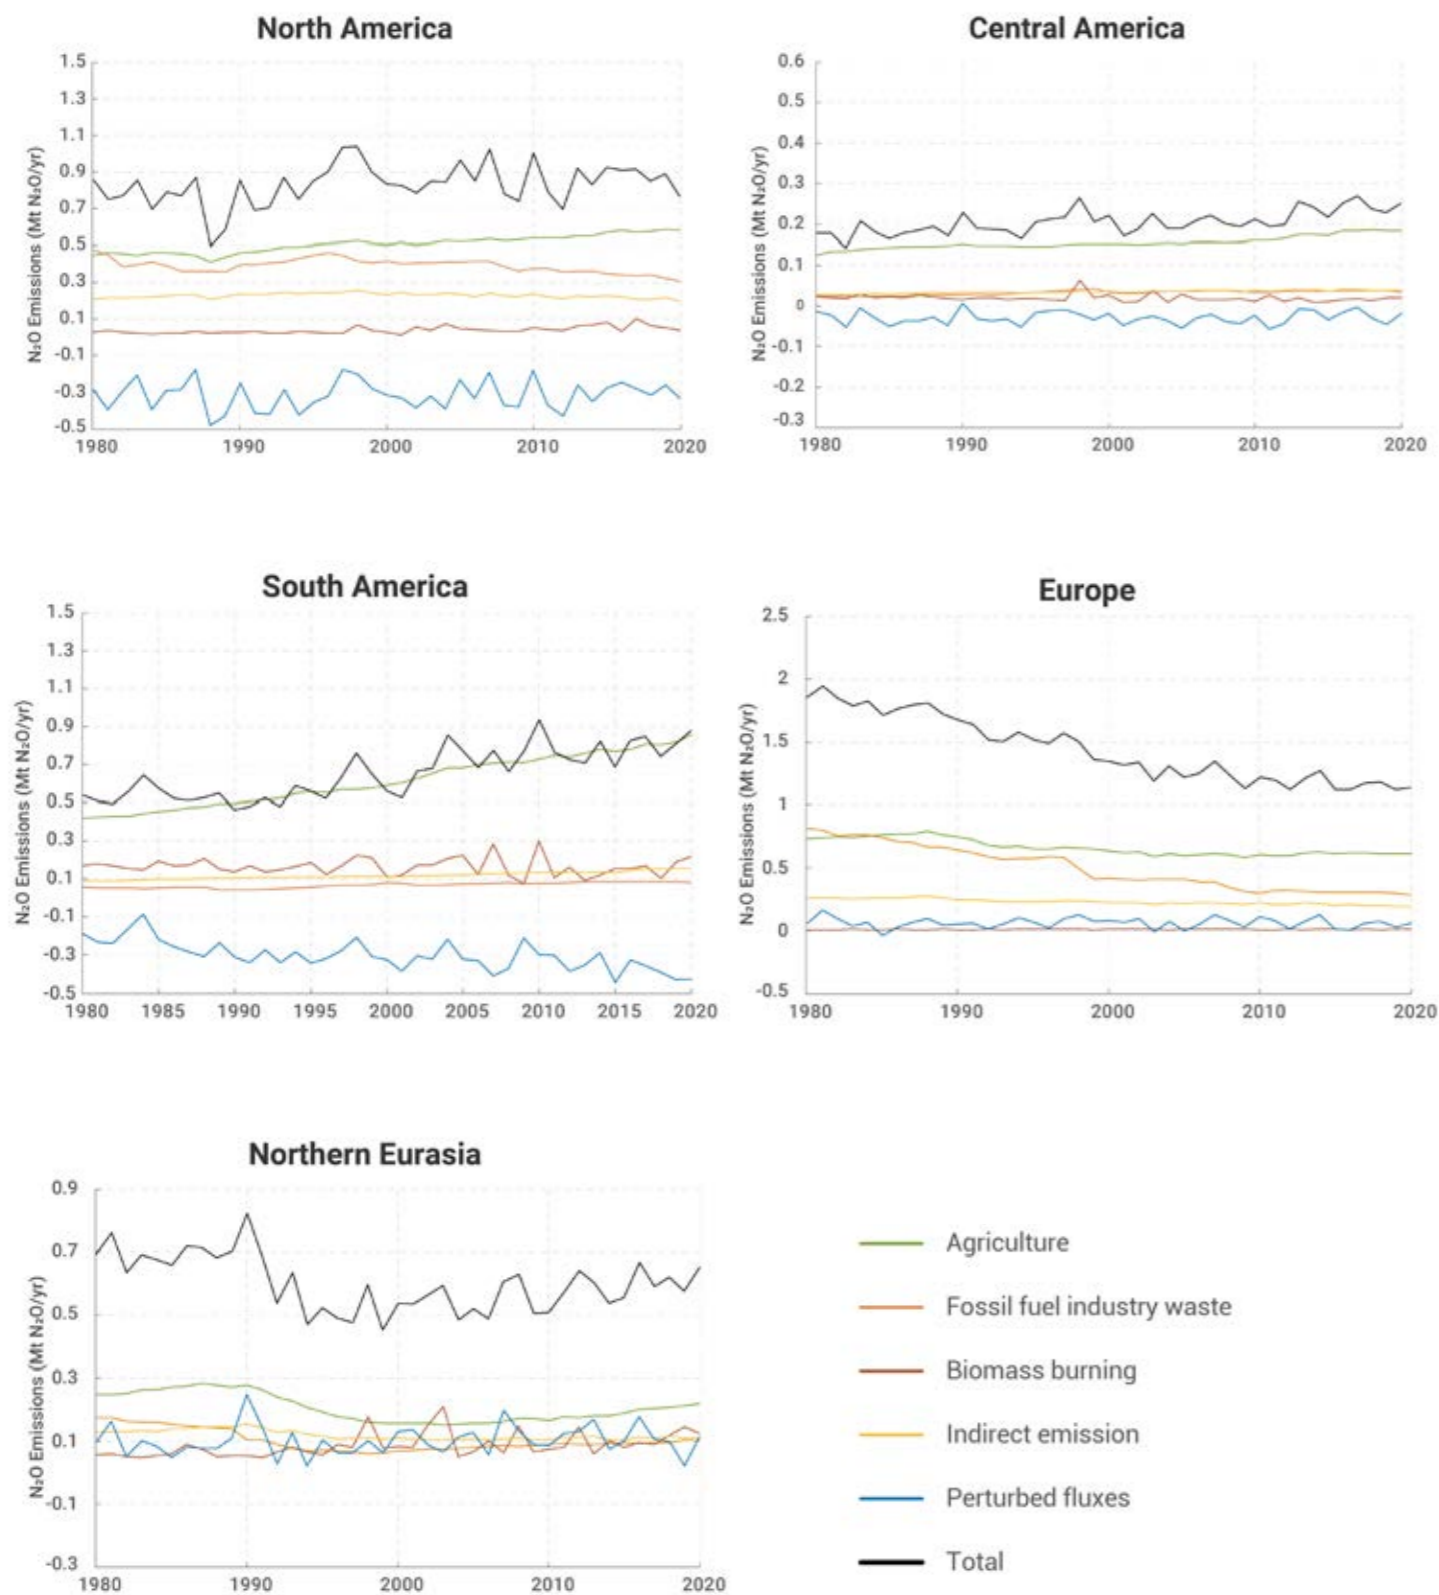 North America
N₂O Emissions (Mt N₂O/yr)
1.5
1.3
1.1
0.9
0.7
0.5
0.3
0.1
-0.1
-0.3
-0.5
1980 1990 2000 2010 2020
Central America
N₂O Emissions (Mt N₂O/yr)
0.6
0.5
0.4
0.3
0.2
0.1
0
-0.1
-0.2
-0.3
1980 1990 2000 2010 2020
South America
N₂O Emissions (Mt N₂O/yr)
1.5
1.3
1.1
0.9
0.7
0.5
0.3
0.1
-0.1
-0.3
-0.5
1980 1985 1990 1995 2000 2005 2010 2015 2020
Europe
N₂O Emissions (Mt N₂O/yr)
2.5
2
1.5
1
0.5
0
-0.5
1980 1990 2000 2010 2020
Northern Eurasia
N₂O Emissions (Mt N₂O/yr)
0.9
0.7
0.5
0.3
0.1
-0.1
-0.3
1980 1990 2000 2010 2020
Agriculture
Fossil fuel industry waste
Biomass burning
Indirect emission
Perturbed fluxes
Total